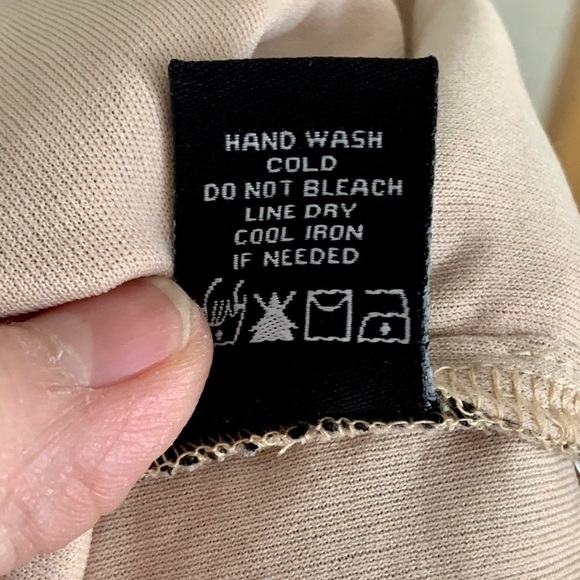 HAND WASH
COLD
DO NOT BLEACH
LINE DRY
COOL IRON
IF NEEDED